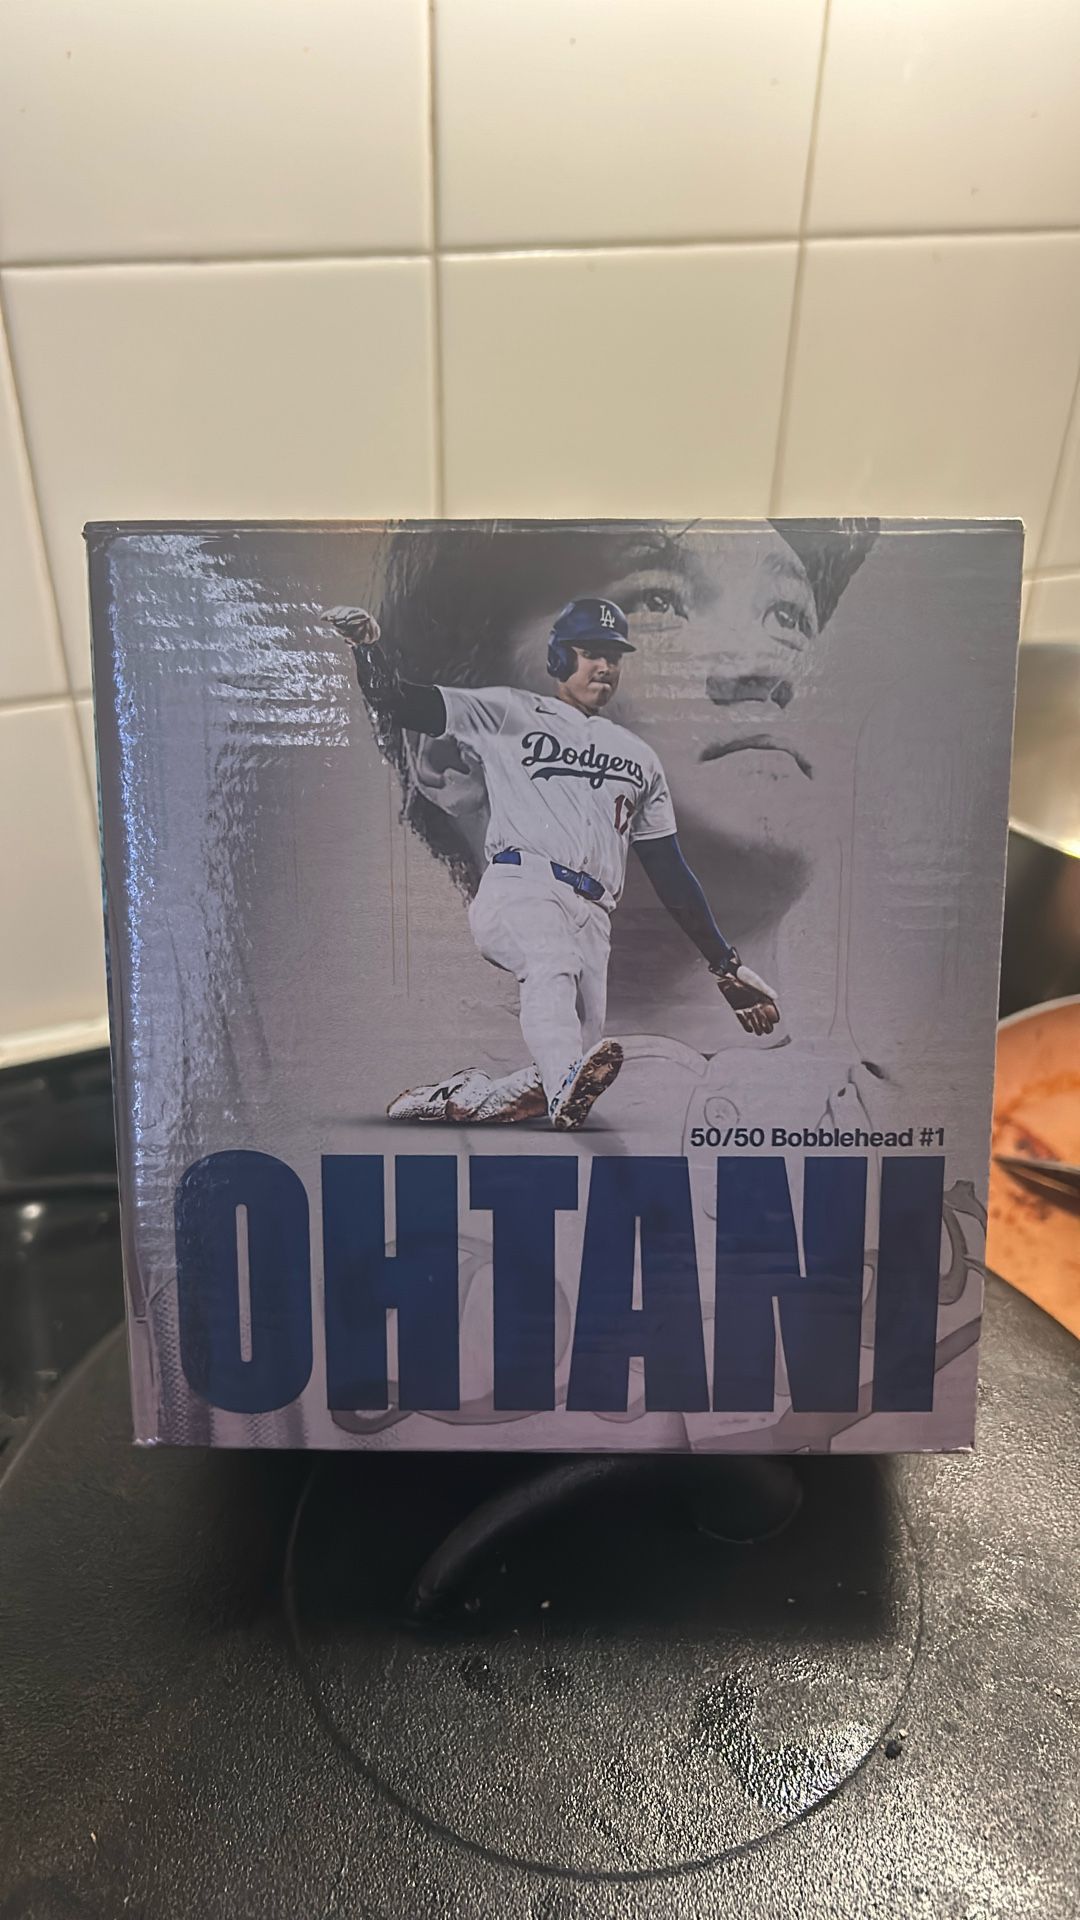 LA
Dodgers
17
50/50 Bobblehead #1
OHTANI